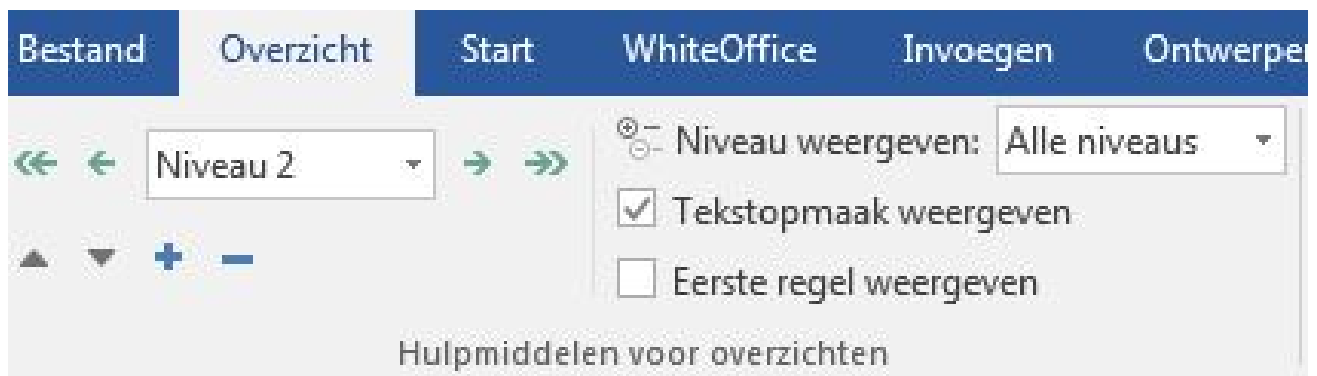 Bestand Overzicht Start WhiteOffice Invoegen Ontwerpe
Niveau 2
Niveau weergeven: Alle niveaus
Tekstopmaak weergeven
Eerste regel weergeven
Hulpmiddelen voor overzichten